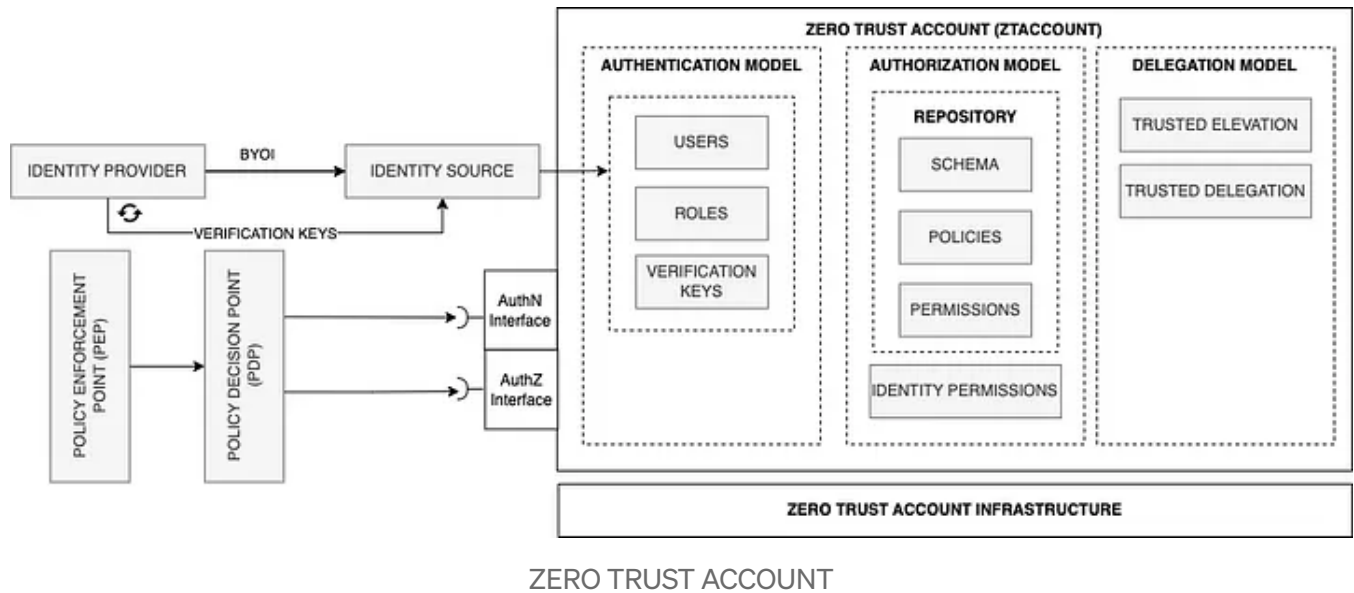 ZERO TRUST ACCOUNT (ZTACCOUNT)
AUTHENTICATION MODEL
USERS
ROLES
VERIFICATION
KEYS
AUTHORIZATION MODEL
REPOSITORY
SCHEMA
POLICIES
PERMISSIONS
IDENTITY PERMISSIONS
DELEGATION MODEL
TRUSTED ELEVATION
TRUSTED DELEGATION
IDENTITY PROVIDER
BYOI
IDENTITY SOURCE
VERIFICATION KEYS
POLICY ENFORCEMENT
POINT (PEP)
POLICY DECISION POINT
(PDP)
AuthN
Interface
AuthZ
Interface
ZERO TRUST ACCOUNT INFRASTRUCTURE
ZERO TRUST ACCOUNT